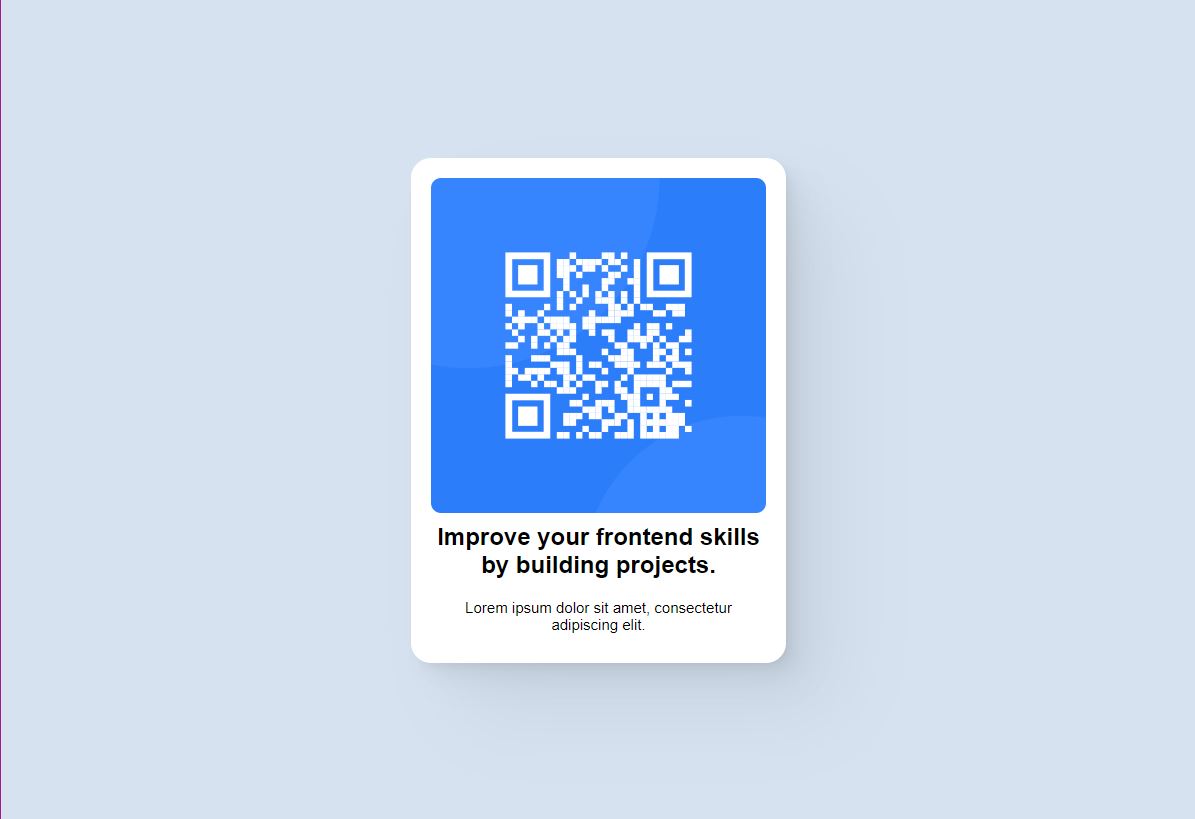 Improve your frontend skills
by building projects.
Lorem ipsum dolor sit amet, consectetur
adipiscing elit.